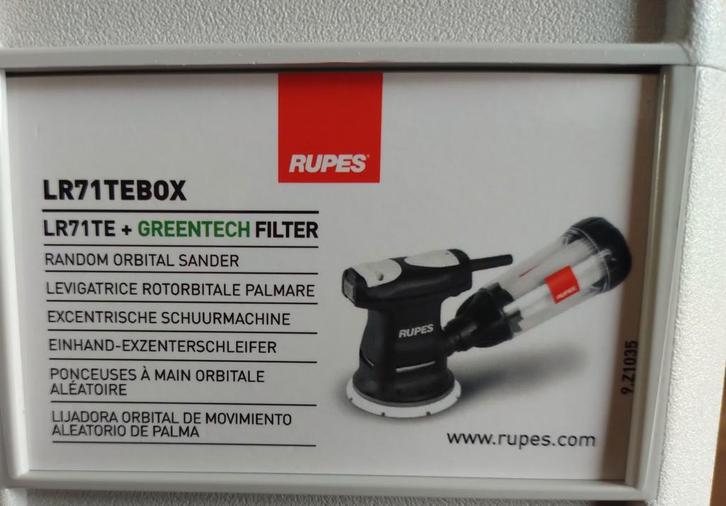 RUPES
LR71TEBOX
LR71TE + GREENTECH FILTER
RANDOM ORBITAL SANDER
LEVIGATRICE ROTORBITALE PALMARE
EXCENTRISCHE SCHUURMACHINE
EINHAND-EXZENTERSCHLEIFER
PONCEUSES À MAIN ORBITALE
ALÉATOIRE
LIJADORA ORBITAL DE MOVIMIENTO
ALEATORIO DE PALMA
RUPES
RUPES
9.Z1035
www.rupes.com